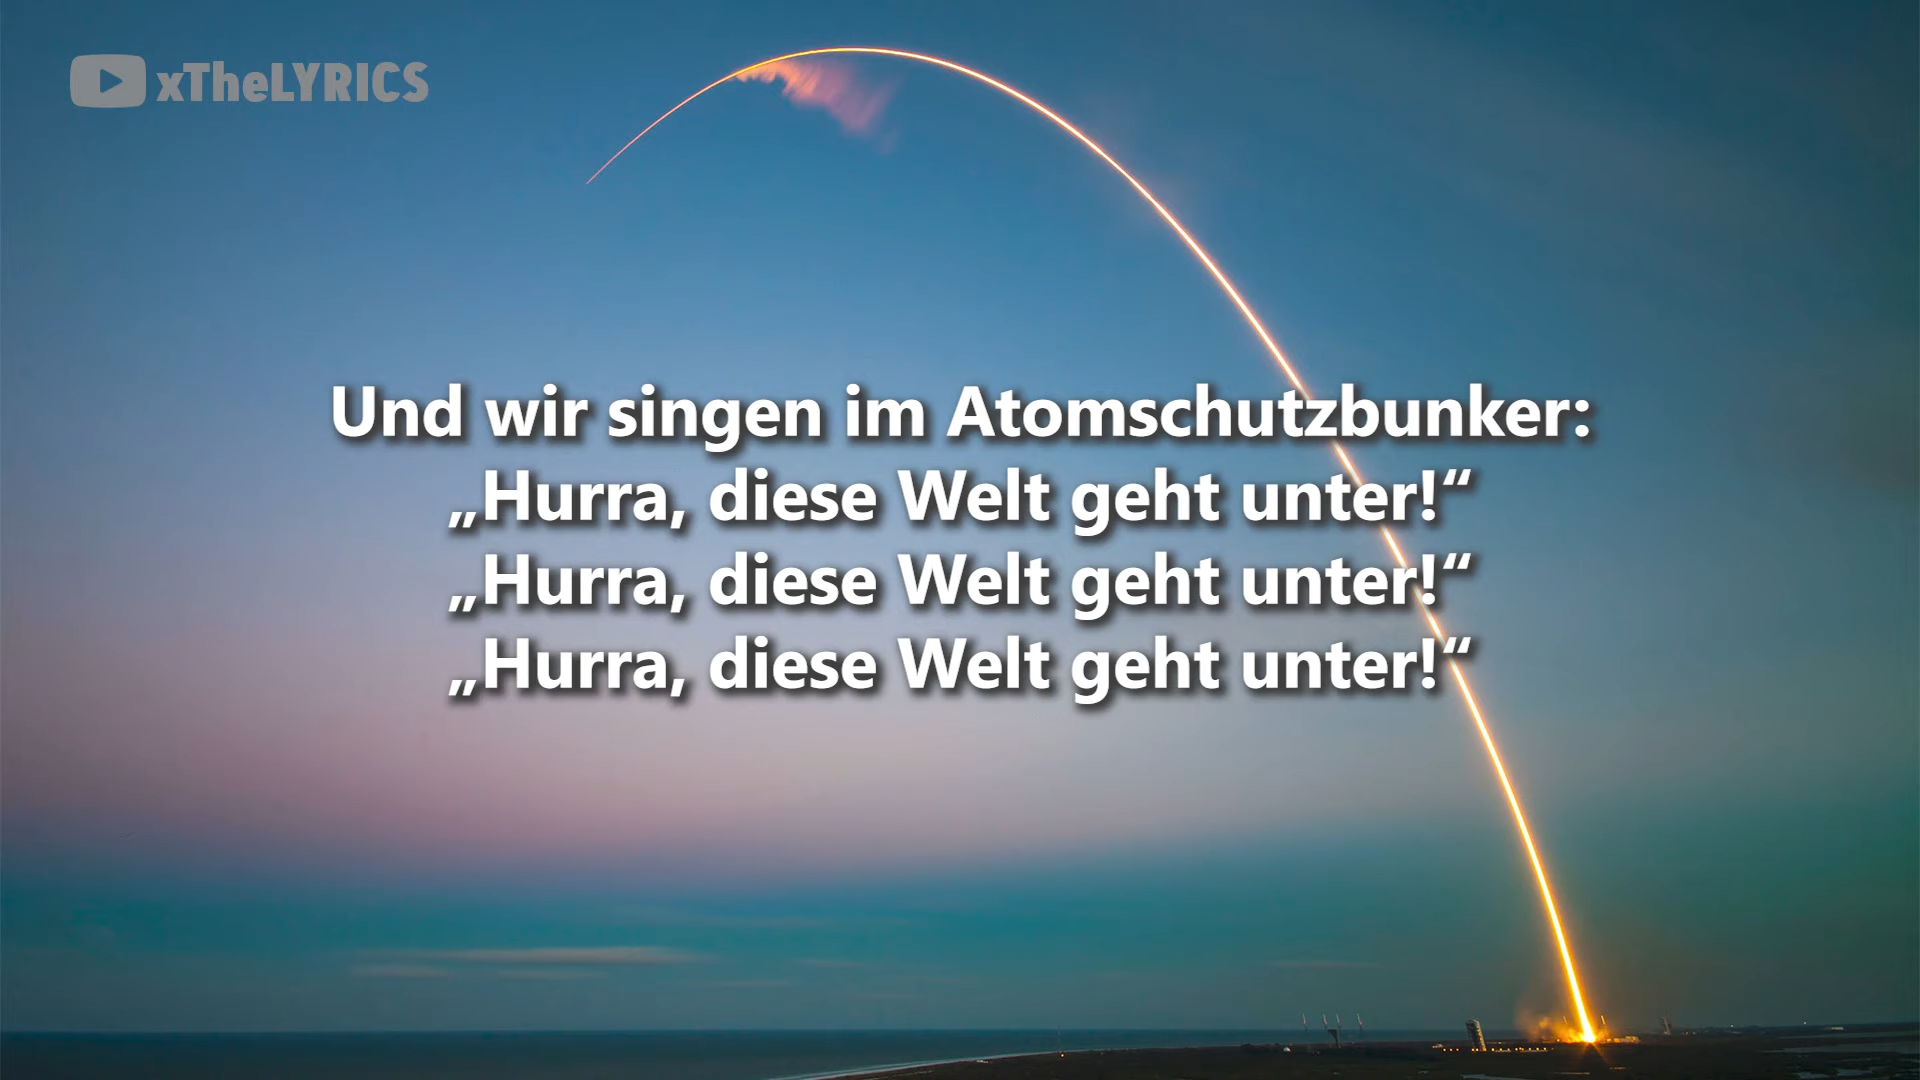 xTheLYRICS
Und wir singen im Atomschutzbunker:
„Hurra, diese Welt geht unter!“
„Hurra, diese Welt geht unter!“
„Hurra, diese Welt geht unter!“